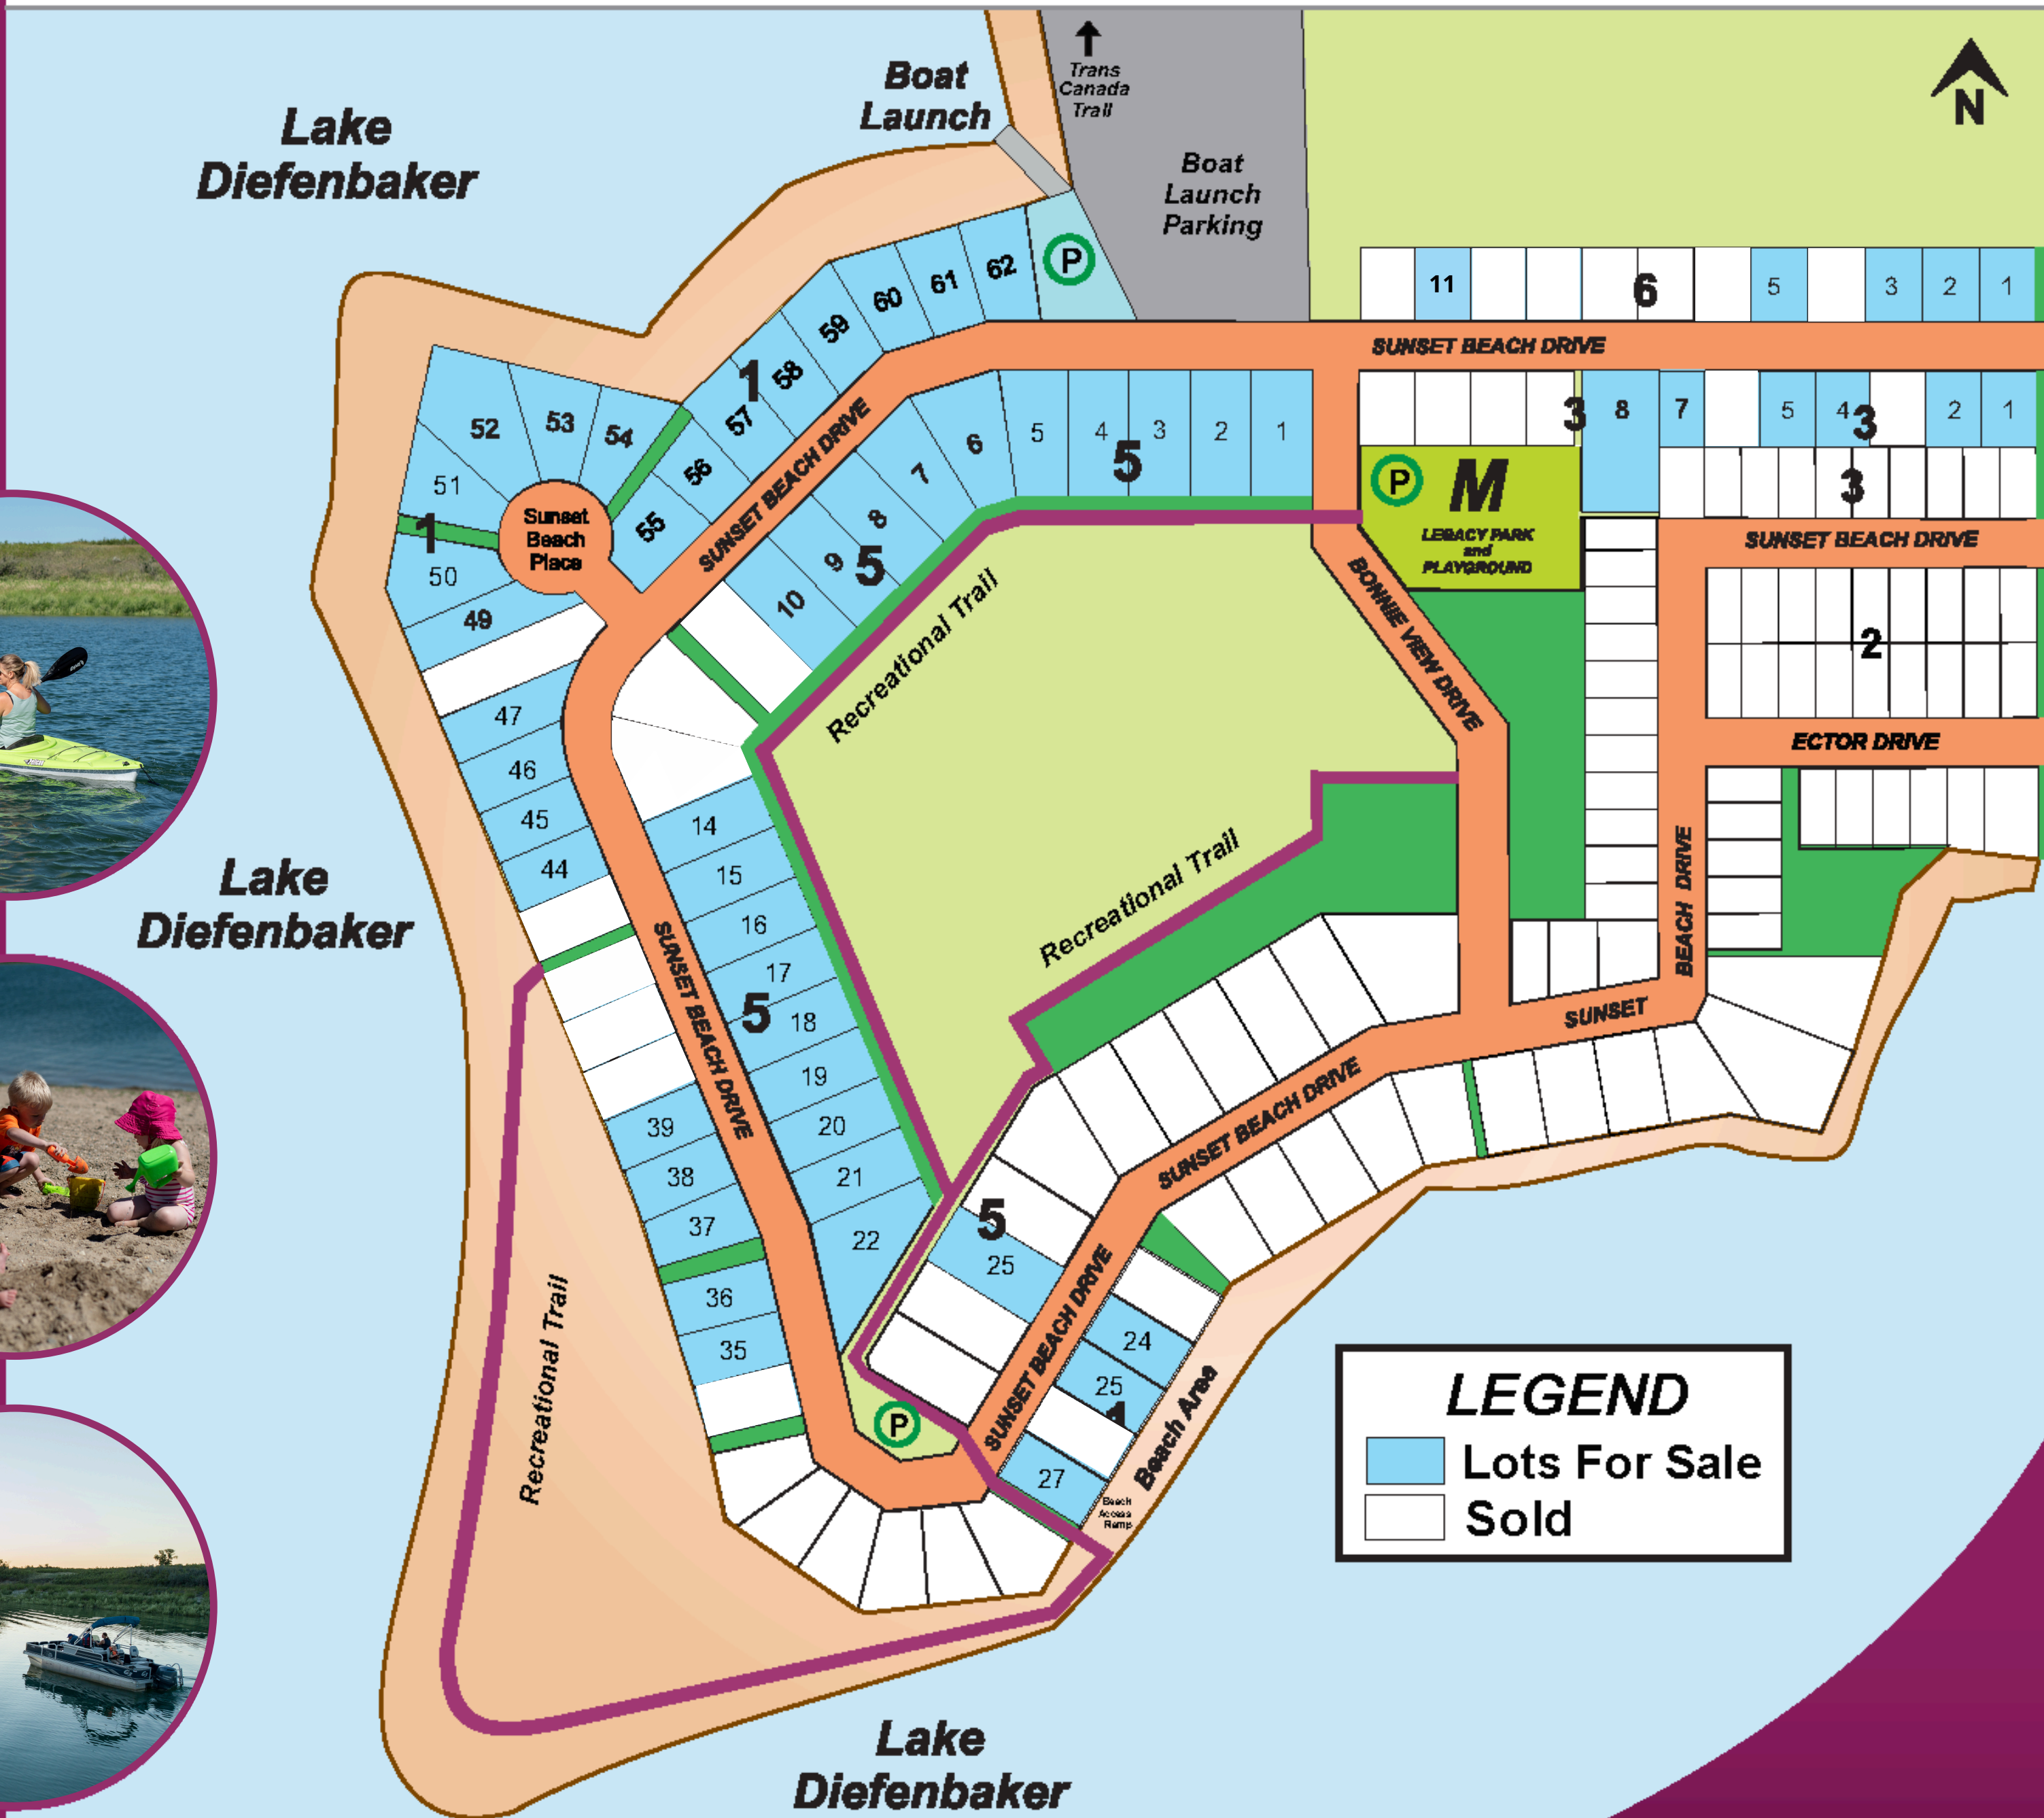 Boat
Launch
Trans
Canada
Trail
N
Lake
Diefenbaker
Boat
Launch
Parking
P
62
61
60
59
58
1
57
56
55
11
6
5
3
2
1
SUNSET BEACH DRIVE
52
53
54
51
1
50
49
Sunset
Beach
Place
SUNSET BEACH DRIVE
6
5
4
3
2
1
5
7
8
9
5
10
3
8
7
5
4
3
2
1
3
P
M
LEGACY PARK
and
PLAYGROUND
SUNSET BEACH DRIVE
BONNIE VIEW DRIVE
2
ECTOR DRIVE
Recreational Trail
47
46
45
44
14
15
16
17
5
18
19
20
21
22
SUNSET BEACH DRIVE
Lake
Diefenbaker
Recreational Trail
BEACH DRIVE
SUNSET
SUNSET BEACH DRIVE
39
38
37
36
35
5
25
SUNSET BEACH DRIVE
24
25
1
27
P
Beach Area
Beach
Access
Ramp
Recreational Trail
LEGEND
Lots For Sale
Sold
Lake
Diefenbaker